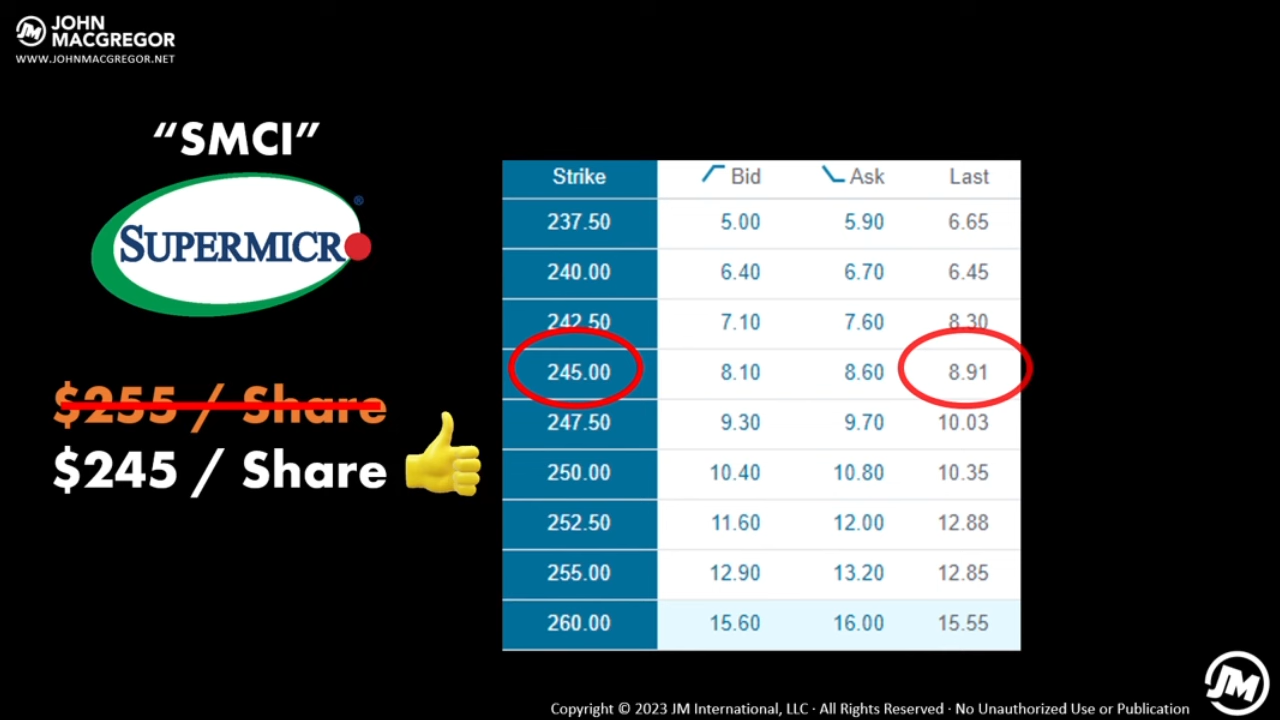 JOHN
MACGREGOR
WWW.JOHNMACGREGOR.NET
“SMCI”
SUPERMICR
®
$255 / Share
$245 / Share
Strike Bid Ask Last
237.50 5.00 5.90 6.65
240.00 6.40 6.70 6.45
242.50 7.10 7.60 8.30
245.00 8.10 8.60 8.91
247.50 9.30 9.70 10.03
250.00 10.40 10.80 10.35
252.50 11.60 12.00 12.88
255.00 12.90 13.20 12.85
260.00 15.60 16.00 15.55
JM
Copyright © 2023 JM International, LLC · All Rights Reserved · No Unauthorized Use or Publication